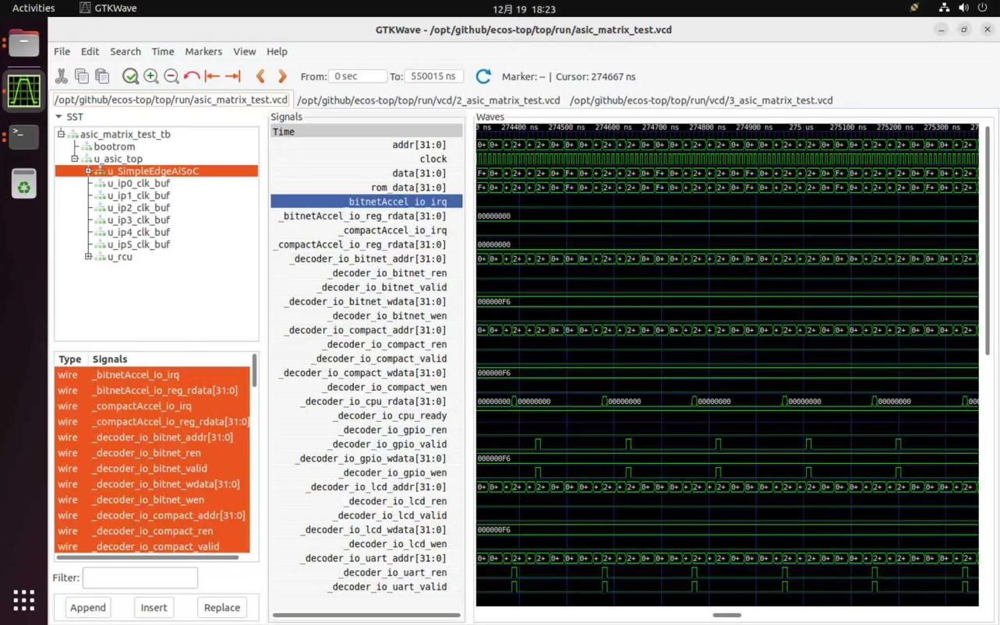 Activities GTKWave 12月 19 18:23
GTKWave - /opt/github/ecos-top/top/run/asic_matrix_test.vcd
File Edit Search Time Markers View Help
From: 0 sec To: 550015 ns Marker: -- | Cursor: 274667 ns
/opt/github/ecos-top/top/run/asic_matrix_test.vcd /opt/github/ecos-top/top/run/vcd/2_asic_matrix_test.vcd /opt/github/ecos-top/top/run/vcd/3_asic_matrix_test.vcd
SST
asic_matrix_test_tb
bootrom
u_asic_top
u_SimpleEdgeAiSoC
u_ip0_clk_buf
u_ip1_clk_buf
u_ip2_clk_buf
u_ip3_clk_buf
u_ip4_clk_buf
u_ip5_clk_buf
u_rcu
Type Signals
wire _bitnetAccel_io_irq
wire _bitnetAccel_io_reg_rdata[31:0]
wire _compactAccel_io_irq
wire _compactAccel_io_reg_rdata[31:0]
wire _decoder_io_bitnet_addr[31:0]
wire _decoder_io_bitnet_ren
wire _decoder_io_bitnet_valid
wire _decoder_io_bitnet_wdata[31:0]
wire _decoder_io_bitnet_wen
wire _decoder_io_compact_addr[31:0]
wire _decoder_io_compact_ren
wire _decoder_io_compact_valid
Filter:
Append Insert Replace
Signals
Time
addr[31:0]
clock
data[31:0]
rom_data[31:0]
_bitnetAccel_io_irq
_bitnetAccel_io_reg_rdata[31:0]
_compactAccel_io_irq
_compactAccel_io_reg_rdata[31:0]
_decoder_io_bitnet_addr[31:0]
_decoder_io_bitnet_ren
_decoder_io_bitnet_valid
_decoder_io_bitnet_wdata[31:0]
_decoder_io_bitnet_wen
_decoder_io_compact_addr[31:0]
_decoder_io_compact_ren
_decoder_io_compact_valid
_decoder_io_compact_wdata[31:0]
_decoder_io_compact_wen
_decoder_io_cpu_rdata[31:0]
_decoder_io_cpu_ready
_decoder_io_gpio_ren
_decoder_io_gpio_valid
_decoder_io_gpio_wdata[31:0]
_decoder_io_gpio_wen
_decoder_io_lcd_addr[31:0]
_decoder_io_lcd_ren
_decoder_io_lcd_valid
_decoder_io_lcd_wdata[31:0]
_decoder_io_lcd_wen
_decoder_io_uart_addr[31:0]
_decoder_io_uart_ren
_decoder_io_uart_valid
Waves
ns 274400 ns 274500 ns 274600 ns 274700 ns 274800 ns 274900 ns 275 us 275100 ns 275200 ns 275300 ns
00000000
00000000
000000F6
000000F6
00000000 00000000 00000000 00000000 00000000 00000000
000000F6
000000F6